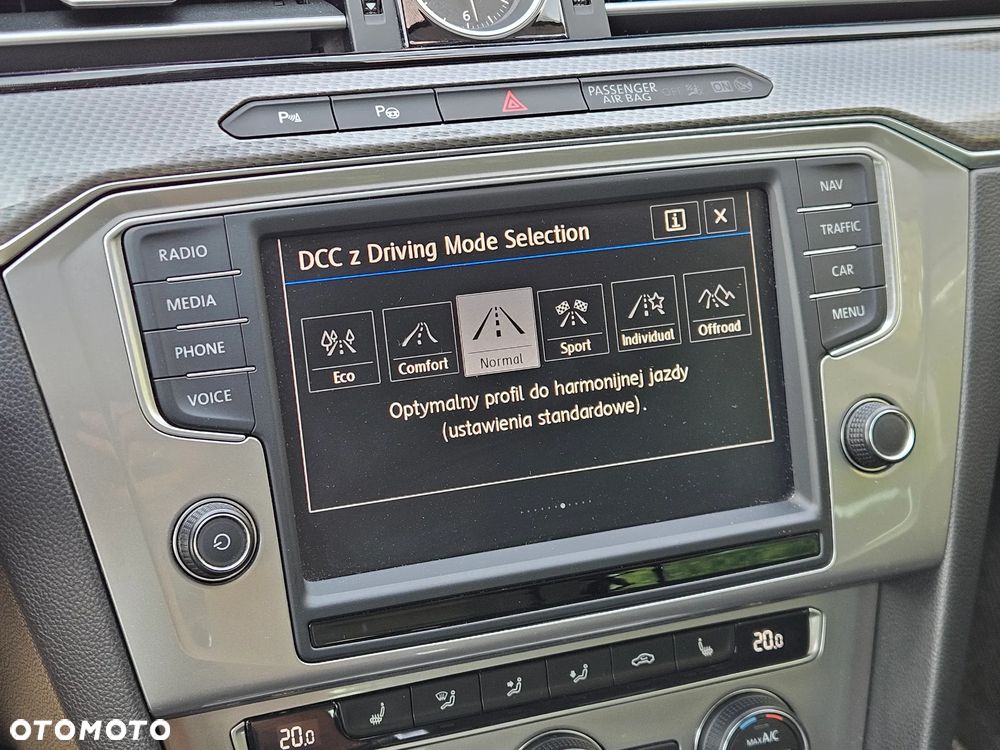 6
P
P
PASSENGER
AIR BAG OFF ON
RADIO
MEDIA
PHONE
VOICE
NAV
TRAFFIC
CAR
MENU
DCC z Driving Mode Selection
i X
Eco Comfort Normal Sport Individual Offroad
Optymalny profil do harmonijnej jazdy
(ustawienia standardowe).
20.0
20.0
MAX A/C
OTOMOTO